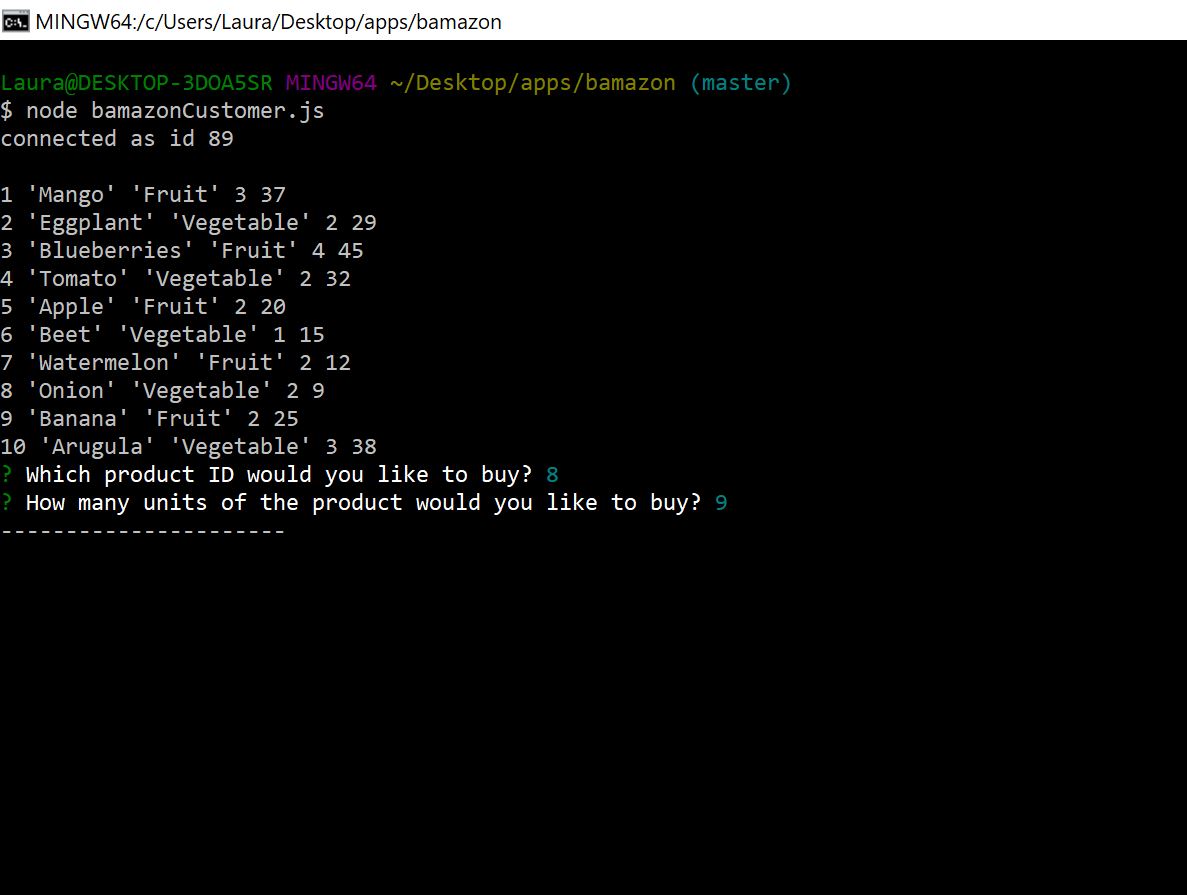 MINGW64:/c/Users/Laura/Desktop/apps/bamazon
Laura@DESKTOP-3DOA5SR MINGW64 ~/Desktop/apps/bamazon (master)
$ node bamazonCustomer.js
connected as id 89
1 'Mango' 'Fruit' 3 37
2 'Eggplant' 'Vegetable' 2 29
3 'Blueberries' 'Fruit' 4 45
4 'Tomato' 'Vegetable' 2 32
5 'Apple' 'Fruit' 2 20
6 'Beet' 'Vegetable' 1 15
7 'Watermelon' 'Fruit' 2 12
8 'Onion' 'Vegetable' 2 9
9 'Banana' 'Fruit' 2 25
10 'Arugula' 'Vegetable' 3 38
? Which product ID would you like to buy? 8
? How many units of the product would you like to buy? 9
----------------------